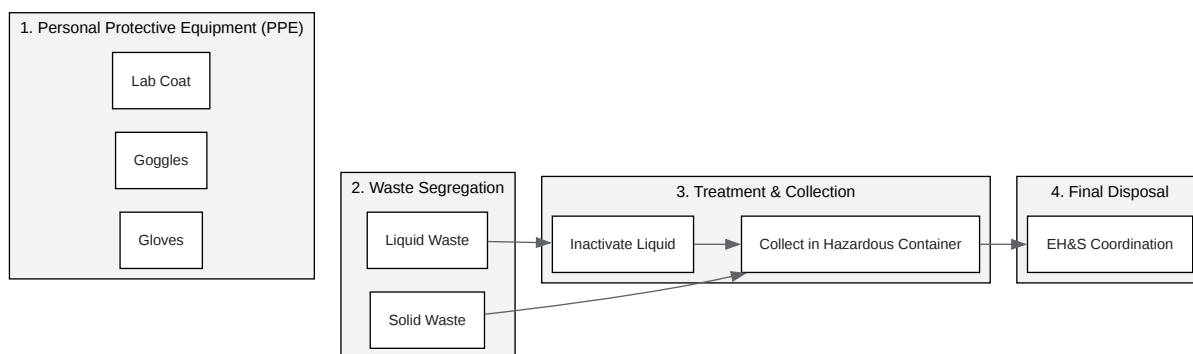 1. Personal Protective Equipment (PPE)
Lab Coat
Goggles
Gloves
2. Waste Segregation
Liquid Waste
Solid Waste
3. Treatment & Collection
Inactivate Liquid
Collect in Hazardous Container
4. Final Disposal
EH&S Coordination